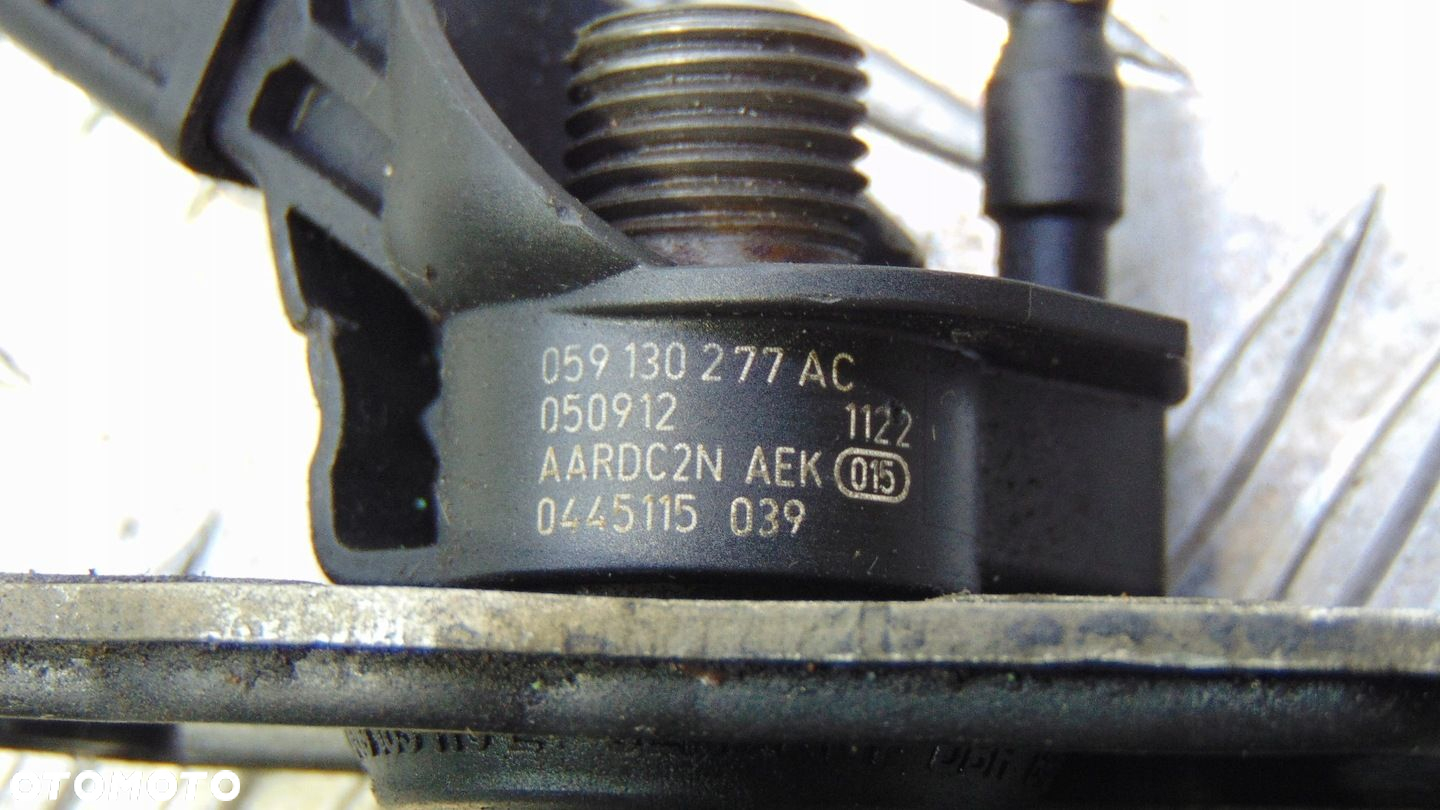 059 130 277 AC
050912 1122
AARDC2N AEK 015
0445115 039
OTOMOTO